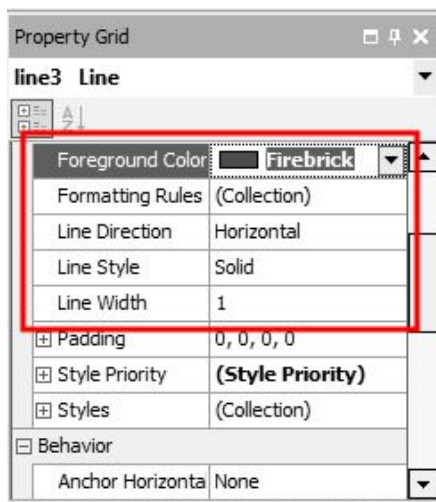 Property Grid
line3 Line
Foreground Color Firebrick
Formatting Rules (Collection)
Line Direction Horizontal
Line Style Solid
Line Width 1
Padding 0, 0, 0, 0
Style Priority (Style Priority)
Styles (Collection)
Behavior
Anchor Horizonta None